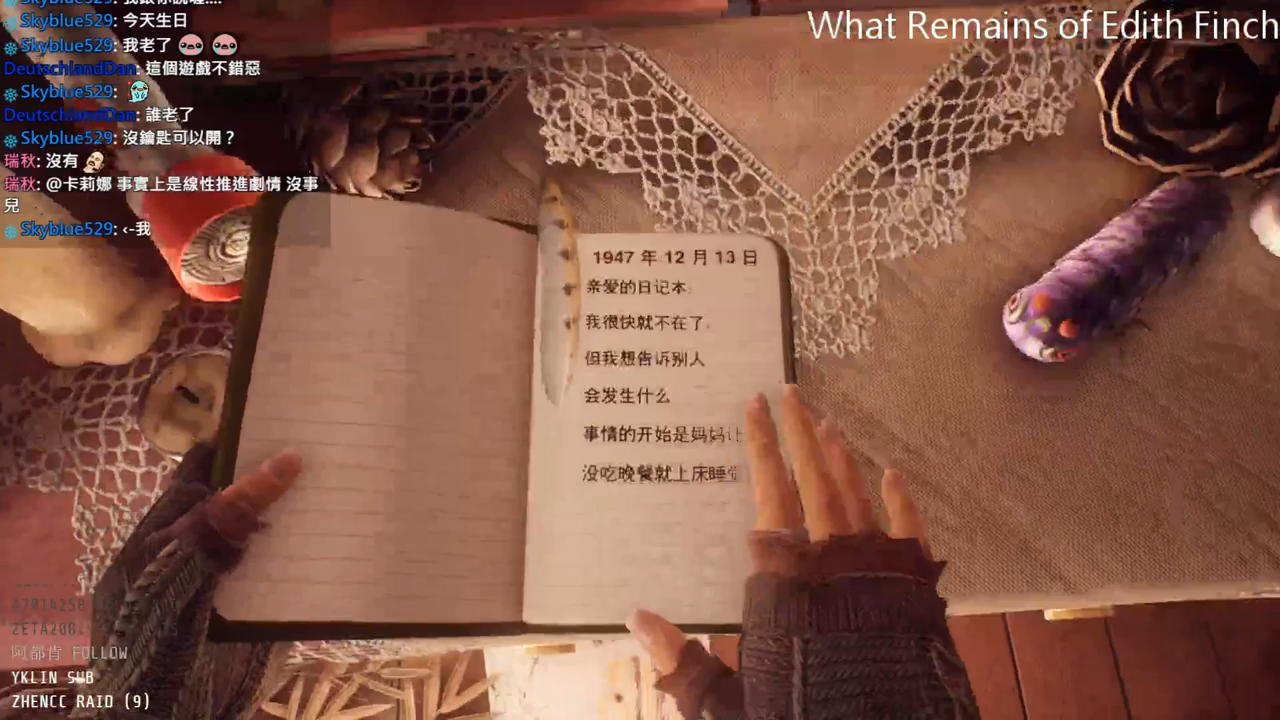 Skyblue529: 今天生日
Skyblue529: 我老了
DeutschlandDan: 這個遊戲不錯惡
Skyblue529:
DeutschlandDan: 誰老了
Skyblue529: 沒鑰匙可以開？
瑞秋: 沒有
瑞秋: @卡莉娜 事實上是線性推進劇情 沒事
兒
Skyblue529: ‹-我
What Remains of Edith Finch
1947 年 12 月 13 日
亲爱的日记本
我很快就不在了.
但我想告诉别人
会发生什么
事情的开始是妈妈让
没吃晚餐就上床睡觉
阿都肯 FOLLOW
YKLIN SUB
ZHENCC RAID (9)